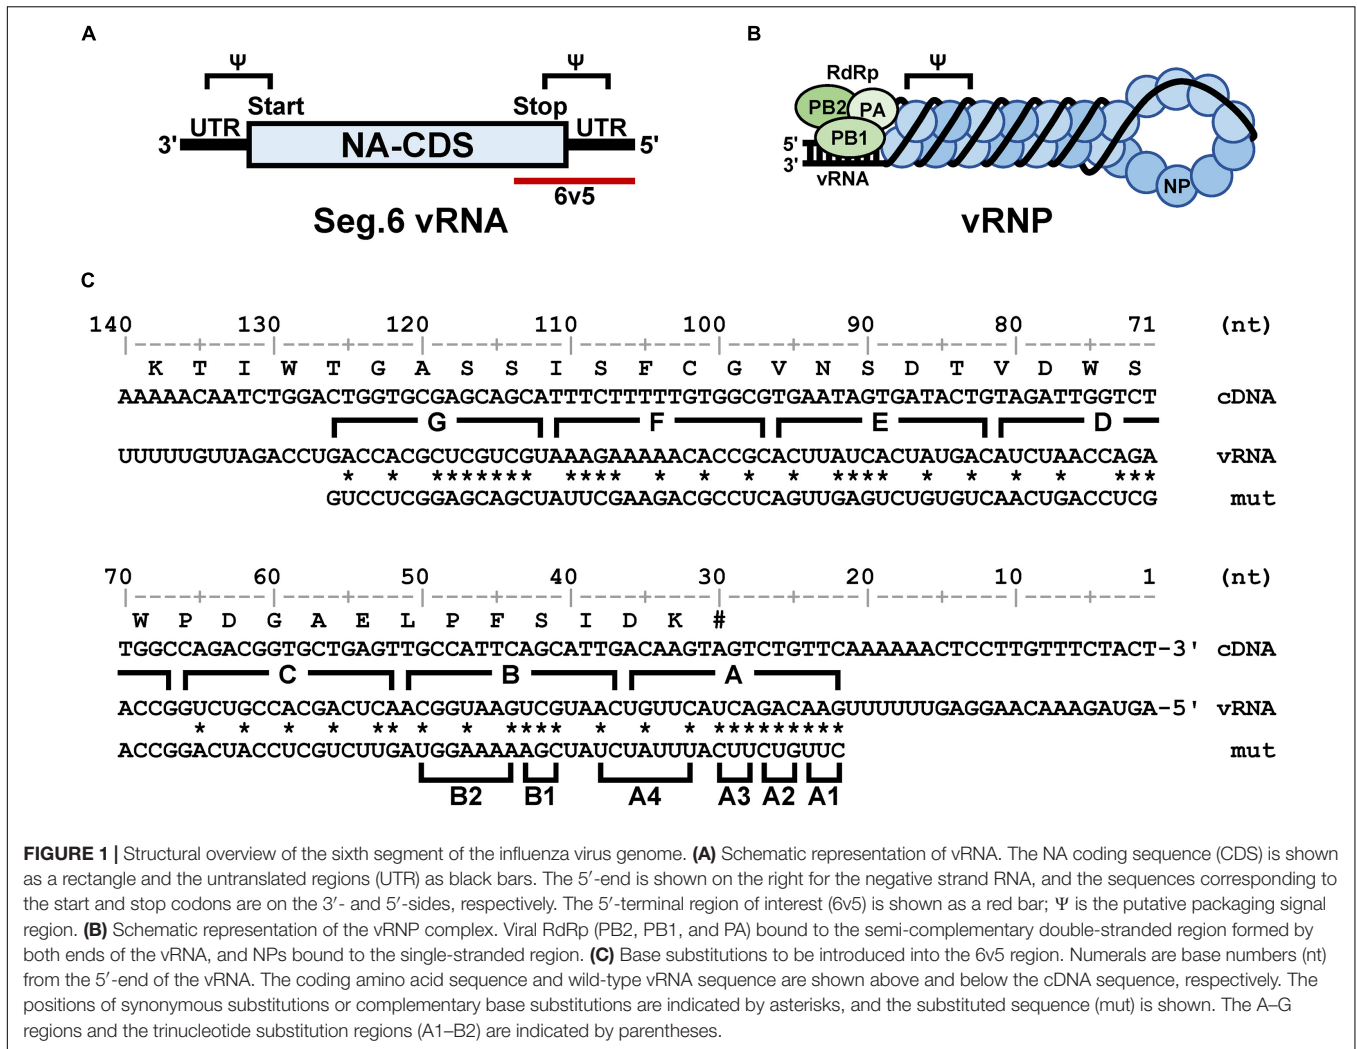 A
Ψ Ψ
Start Stop
3' UTR NA-CDS UTR 5'
6v5
Seg.6 vRNA
B
Ψ
RdRp
PB2 PA
PB1
5'
3'
vRNA
NP
vRNP
C
140 130 120 110 100 90 80 71 (nt)
K T I W T G A S S I S F C G V N S D T V D W S
AAAAACAATCTGGACTGGTGCGAGCAGCATTTCTTTTTGTGGCGTGAATAGTGATACTGTAGATTGGTCT cDNA
G F E D
UUUUUGUUAGACCUGACCACGCUCGUCGUAAAGAAAAACACCGCACUUAUCACUAUGACAUCUAACCAGA vRNA
* * * * * * * * * * * * * * * * * * * * * * * * * * * *
GUCCUCGGAGCAGCUAUUCGAAGACGCCUCAGUUGAGUCUGUGUCAACUGACCUCG mut
70 60 50 40 30 20 10 1 (nt)
W P D G A E L P F S I D K #
TGGCCAGACGGTGCTGAGTTGCCATTCAGCATTGACAAGTAGTCTGTTCAAAAAACTCCTTGTTTCTACT-3' cDNA
C B A
ACCGGUCUGCCACGACUCAACGGUAAGUCGUAACUGUUCAUCAGACAAGUUUUUUGAGGAACAAAGAUGA-5' vRNA
* * * * * * * * * * * * * * * * * * * * * * * * *
ACCGGACUACCUCGUCUUGAUGGAAAAAGCUAUCUAUUUACUUCUGUUC mut
B2 B1 A4 A3 A2 A1
FIGURE 1 | Structural overview of the sixth segment of the influenza virus genome. (A) Schematic representation of vRNA. The NA coding sequence (CDS) is shown
as a rectangle and the untranslated regions (UTR) as black bars. The 5′-end is shown on the right for the negative strand RNA, and the sequences corresponding to
the start and stop codons are on the 3′- and 5′-sides, respectively. The 5′-terminal region of interest (6v5) is shown as a red bar; Ψ is the putative packaging signal
region. (B) Schematic representation of the vRNP complex. Viral RdRp (PB2, PB1, and PA) bound to the semi-complementary double-stranded region formed by
both ends of the vRNA, and NPs bound to the single-stranded region. (C) Base substitutions to be introduced into the 6v5 region. Numerals are base numbers (nt)
from the 5′-end of the vRNA. The coding amino acid sequence and wild-type vRNA sequence are shown above and below the cDNA sequence, respectively. The
positions of synonymous substitutions or complementary base substitutions are indicated by asterisks, and the substituted sequence (mut) is shown. The A–G
regions and the trinucleotide substitution regions (A1–B2) are indicated by parentheses.